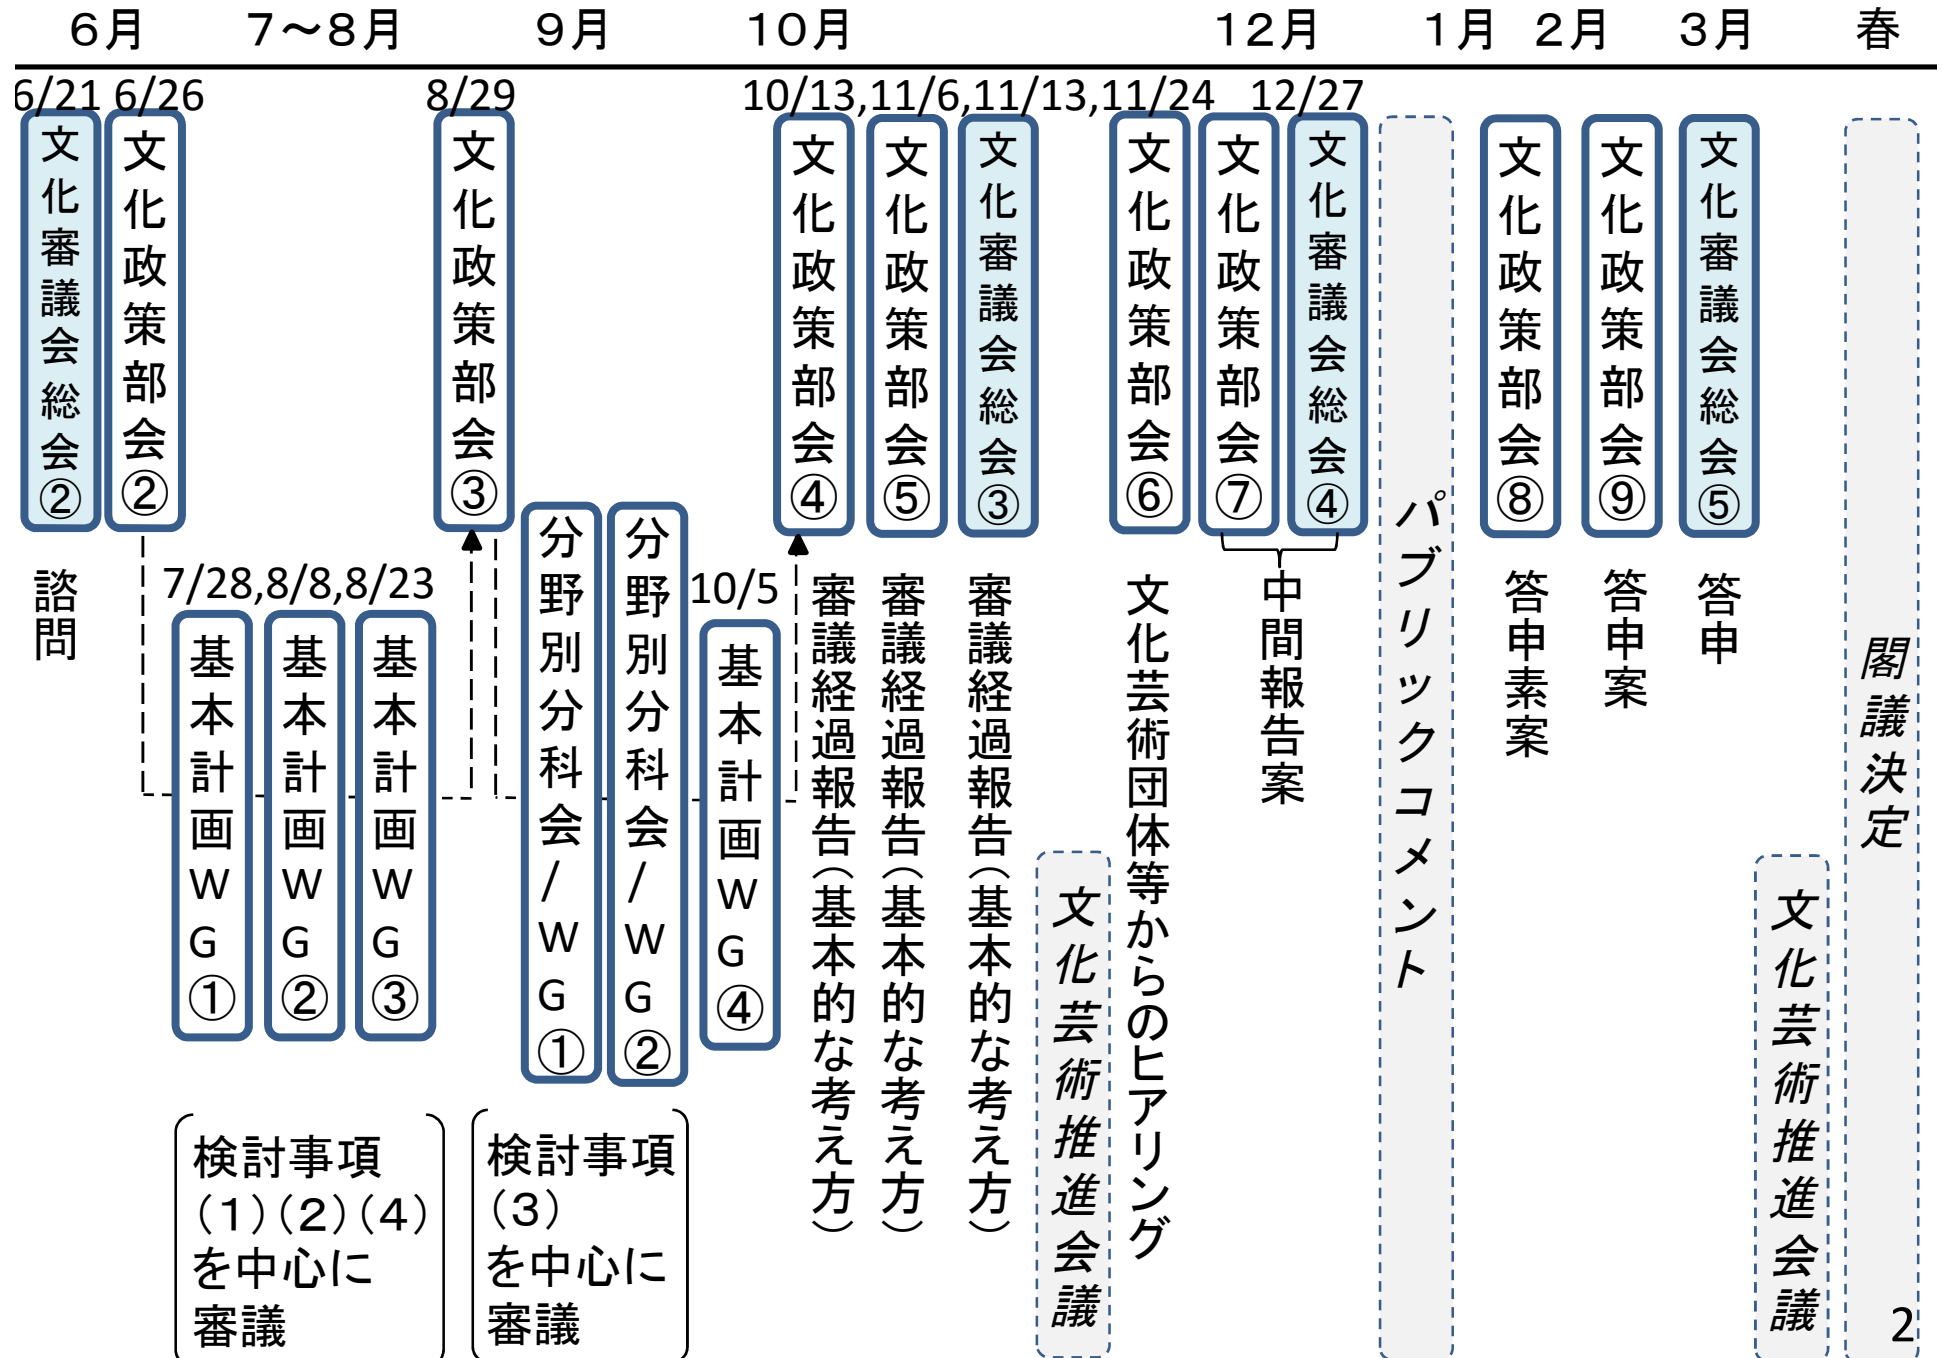 6月
7～8月
9月
10月
12月
1月
2月
3月
春
6/21 6/26
8/29
10/13,11/6,11/13,11/24
12/27
文化審議会総会②
文化政策部会②
文化政策部会③
文化政策部会④
文化政策部会⑤
文化審議会総会③
文化政策部会⑥
文化政策部会⑦
文化審議会総会④
パブリックコメント
文化政策部会⑧
文化政策部会⑨
文化審議会総会⑤
閣議決定
諮問
7/28,8/8,8/23
基本計画WG①
基本計画WG②
基本計画WG③
分野別分科会/WG①
分野別分科会/WG②
10/5
基本計画WG④
審議経過報告（基本的な考え方）
審議経過報告（基本的な考え方）
審議経過報告（基本的な考え方）
文化芸術推進会議
文化芸術団体等からのヒアリング
中間報告案
答申素案
答申案
答申
文化芸術推進会議
検討事項
（1）（2）（4）
を中心に
審議
検討事項
（3）
を中心に
審議
2